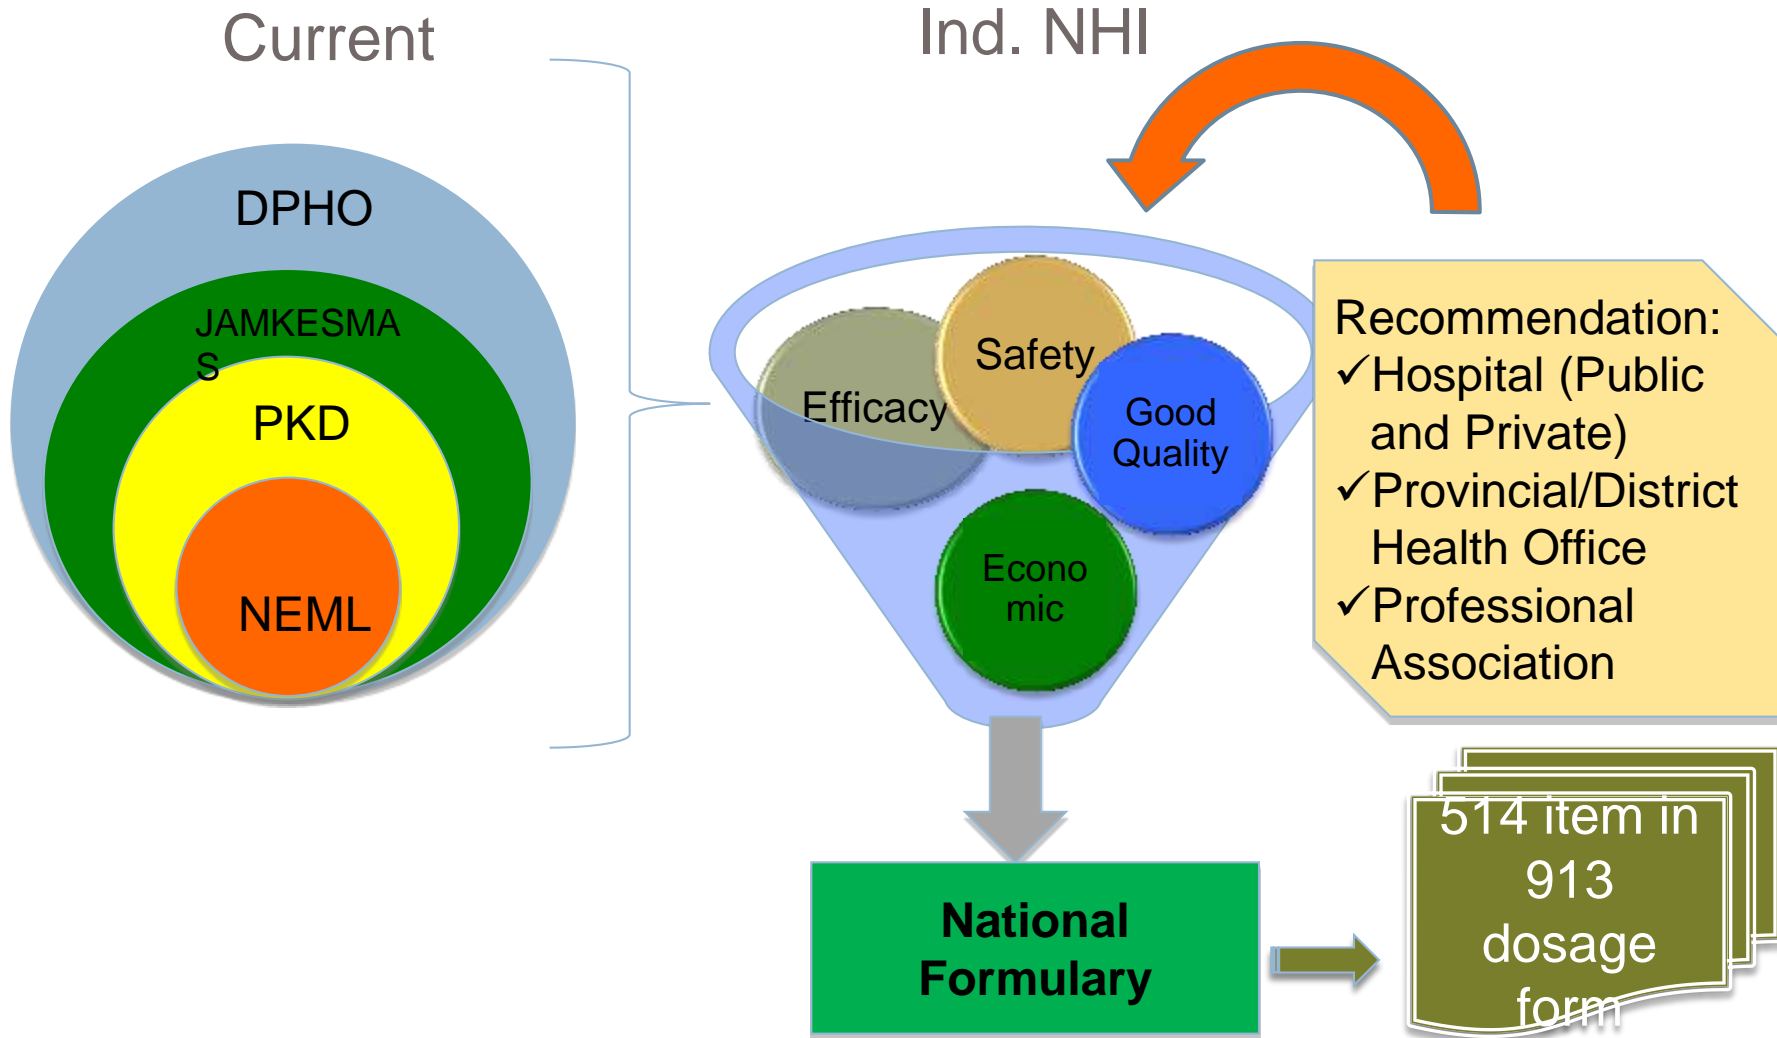 Current
Ind. NHI
DPHO
JAMKESMA
S
PKD
NEML
Efficacy
Safety
Good
Quality
Econo
mic
Recommendation:
✓Hospital (Public
and Private)
✓Provincial/District
Health Office
✓Professional
Association
National
Formulary
514 item in
913
dosage
form